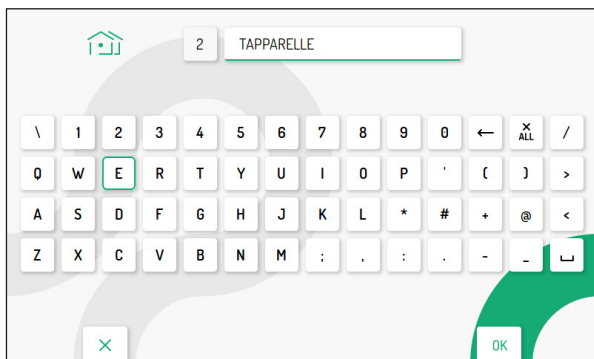 2 TAPPARELLE
\ 1 2 3 4 5 6 7 8 9 0 ← X ALL /
Q W E R T Y U I O P ' ( ) >
A S D F G H J K L * # + @ <
Z X C V B N M ; , : . - _ ⌴
× OK